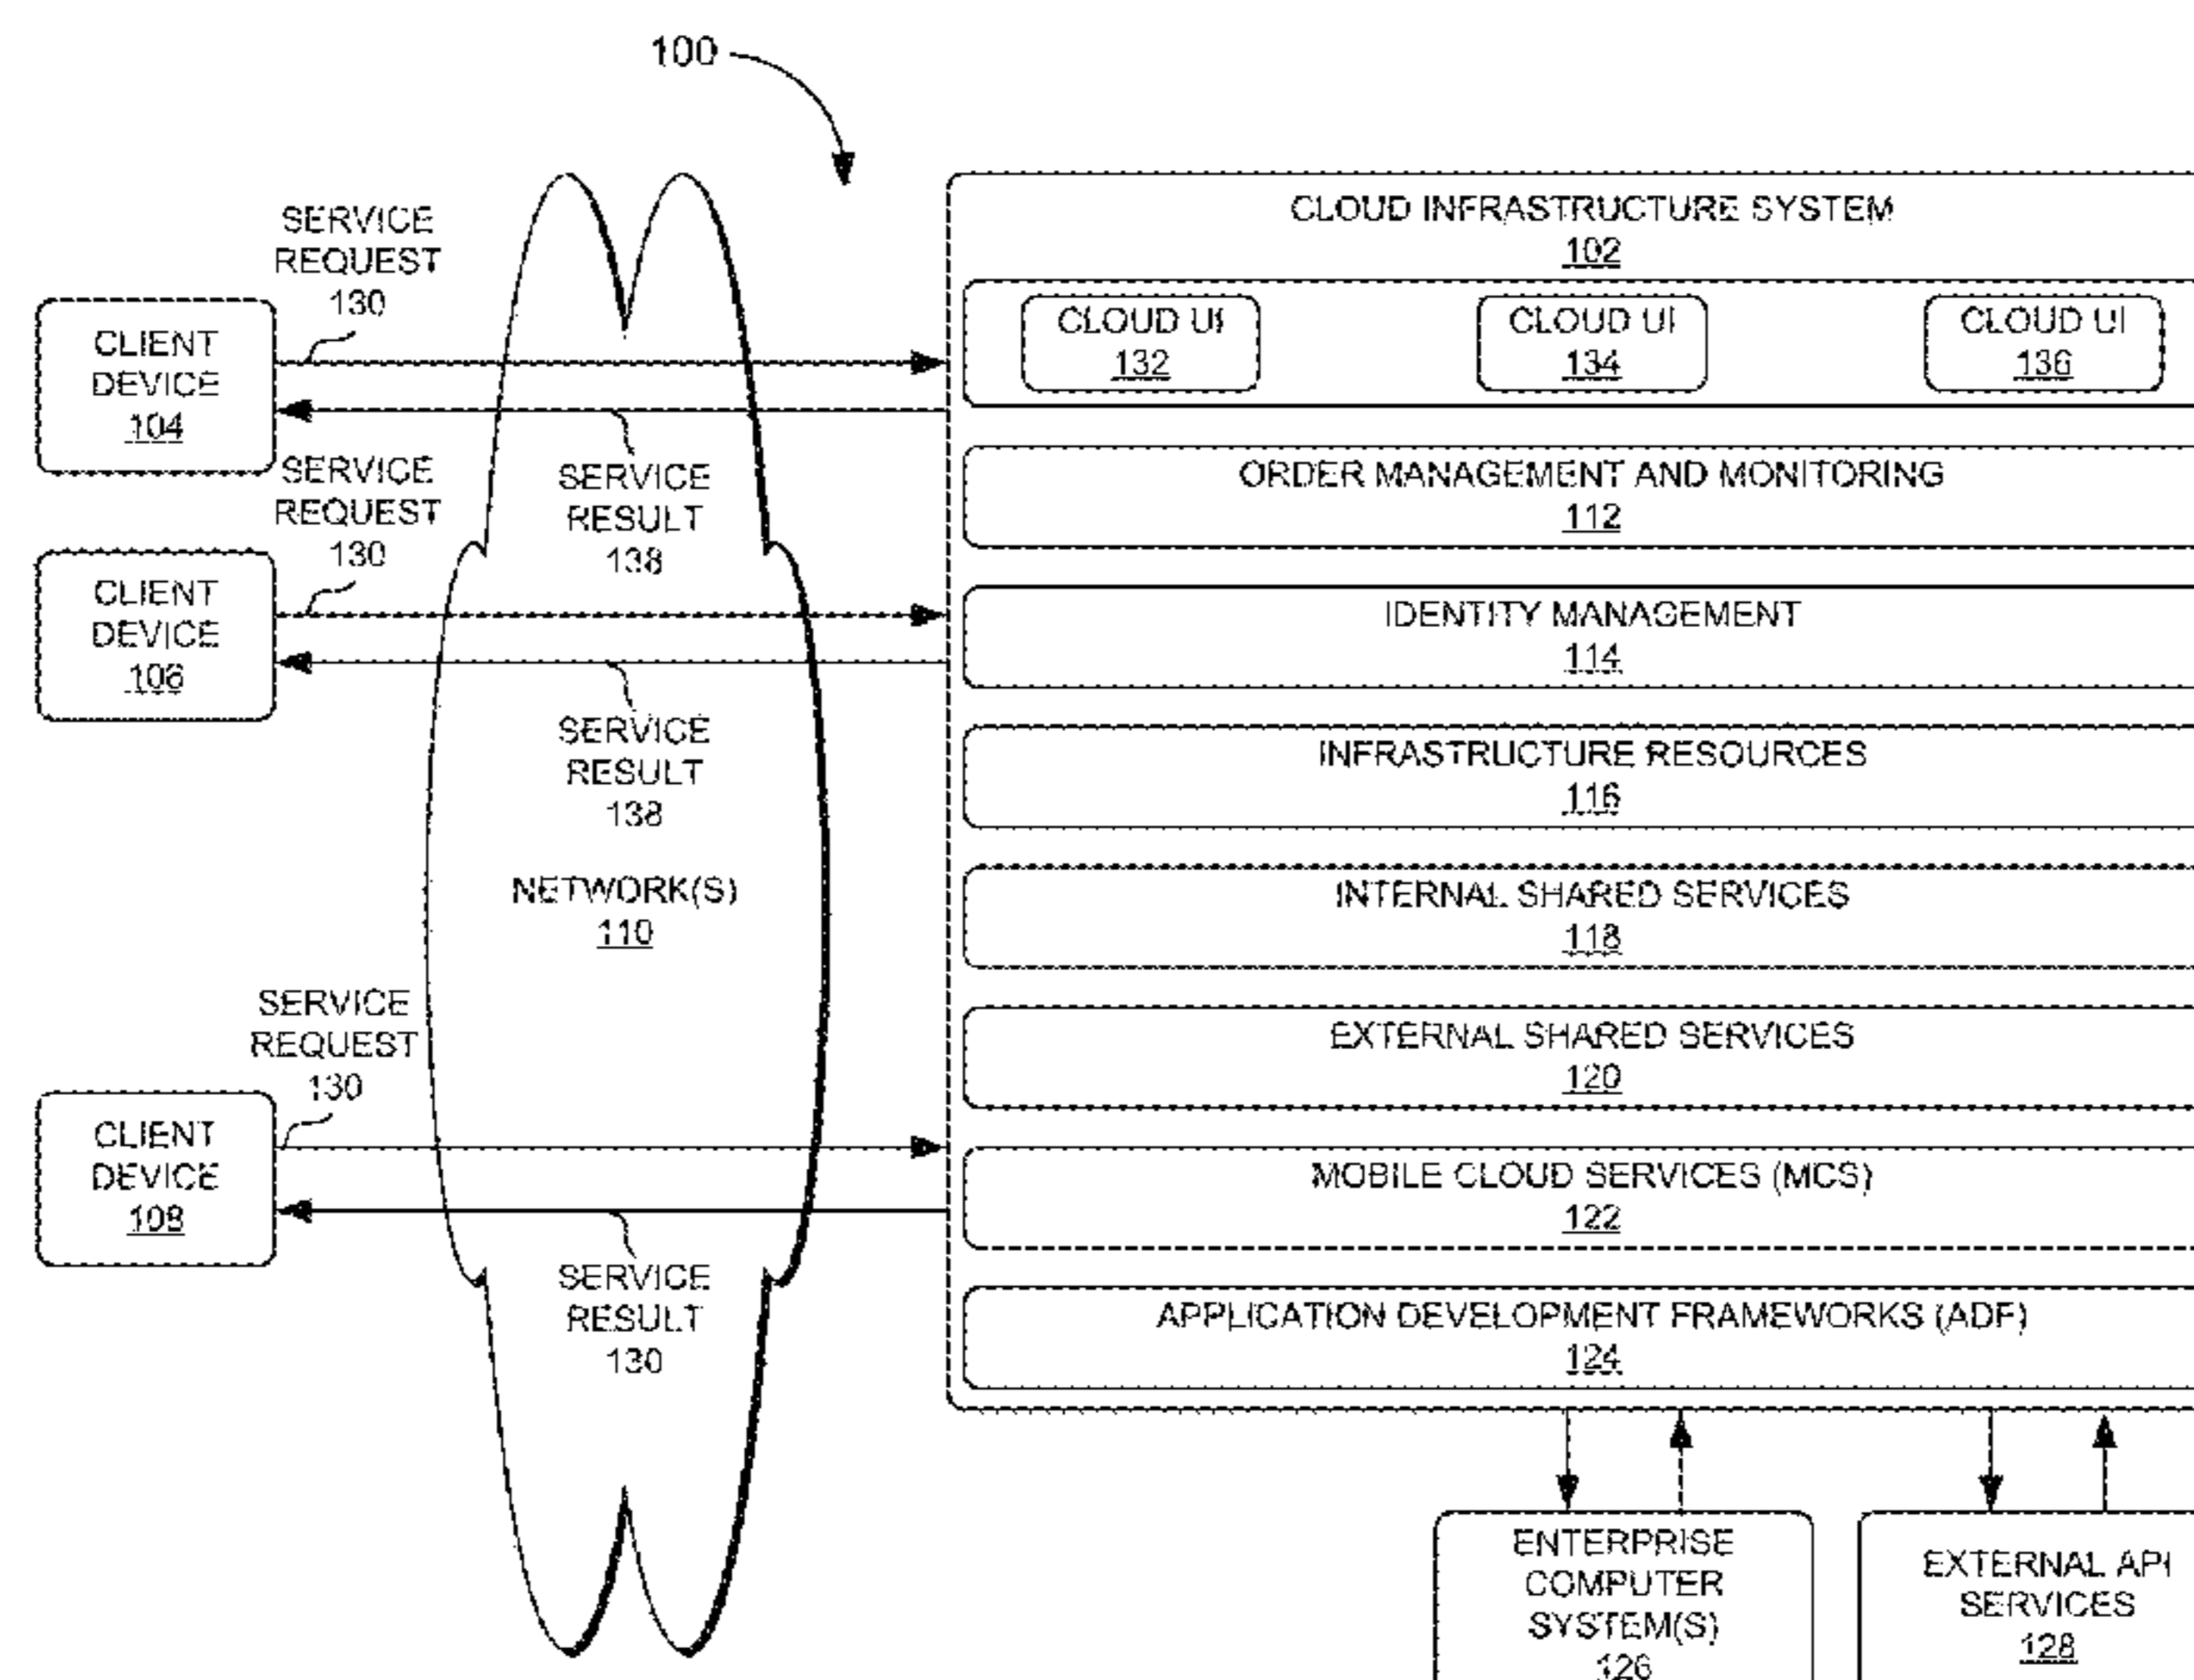 100
SERVICE
REQUEST
130
CLIENT
DEVICE
104
SERVICE
RESULT
138
SERVICE
REQUEST
130
CLIENT
DEVICE
106
SERVICE
RESULT
138
NETWORK(S)
110
SERVICE
REQUEST
130
CLIENT
DEVICE
108
SERVICE
RESULT
130
CLOUD INFRASTRUCTURE SYSTEM
102
CLOUD UI
132
CLOUD UI
134
CLOUD UI
136
ORDER MANAGEMENT AND MONITORING
112
IDENTITY MANAGEMENT
114
INFRASTRUCTURE RESOURCES
116
INTERNAL SHARED SERVICES
118
EXTERNAL SHARED SERVICES
120
MOBILE CLOUD SERVICES (MCS)
122
APPLICATION DEVELOPMENT FRAMEWORKS (ADF)
124
ENTERPRISE
COMPUTER
SYSTEM(S)
126
EXTERNAL API
SERVICES
128